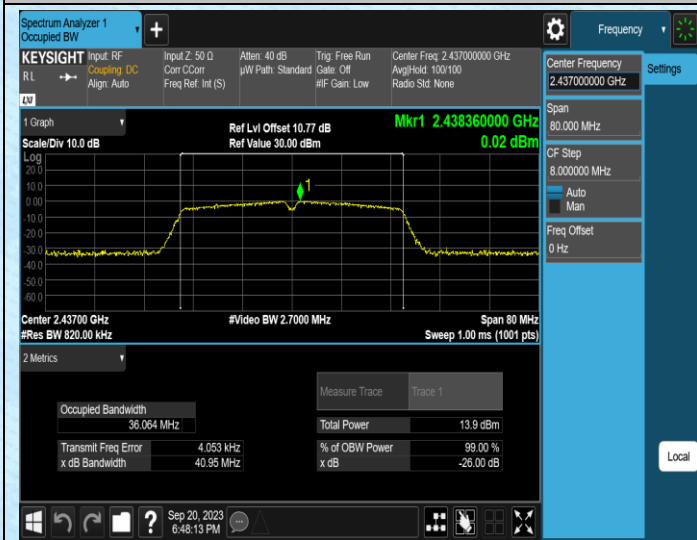 Spectrum Analyzer 1
Occupied BW
+
Frequency
KEYSIGHT
RL
LXI
Input: RF
Coupling: DC
Align: Auto
Input Z: 50 Ω
Corr CCorr
Freq Ref: Int (S)
Atten: 40 dB
µW Path: Standard
Trig: Free Run
Gate: Off
#IF Gain: Low
Center Freq: 2.437000000 GHz
Avg|Hold: 100/100
Radio Std: None
Center Frequency
2.437000000 GHz
Settings
Span
80.000 MHz
CF Step
8.000000 MHz
Auto
Man
Freq Offset
0 Hz
Local
1 Graph
Scale/Div 10.0 dB
Ref Lvl Offset 10.77 dB
Ref Value 30.00 dBm
Mkr1 2.438360000 GHz
0.02 dBm
Log
20.0
10.0
0.00
-10.0
-20.0
-30.0
-40.0
-50.0
-60.0
1
Center 2.43700 GHz
#Res BW 820.00 kHz
#Video BW 2.7000 MHz
Span 80 MHz
Sweep 1.00 ms (1001 pts)
2 Metrics
Measure Trace Trace 1
Occupied Bandwidth
36.064 MHz
Total Power 13.9 dBm
Transmit Freq Error 4.053 kHz
% of OBW Power 99.00 %
x dB Bandwidth 40.95 MHz
x dB -26.00 dB
?
Sep 20, 2023
6:48:13 PM